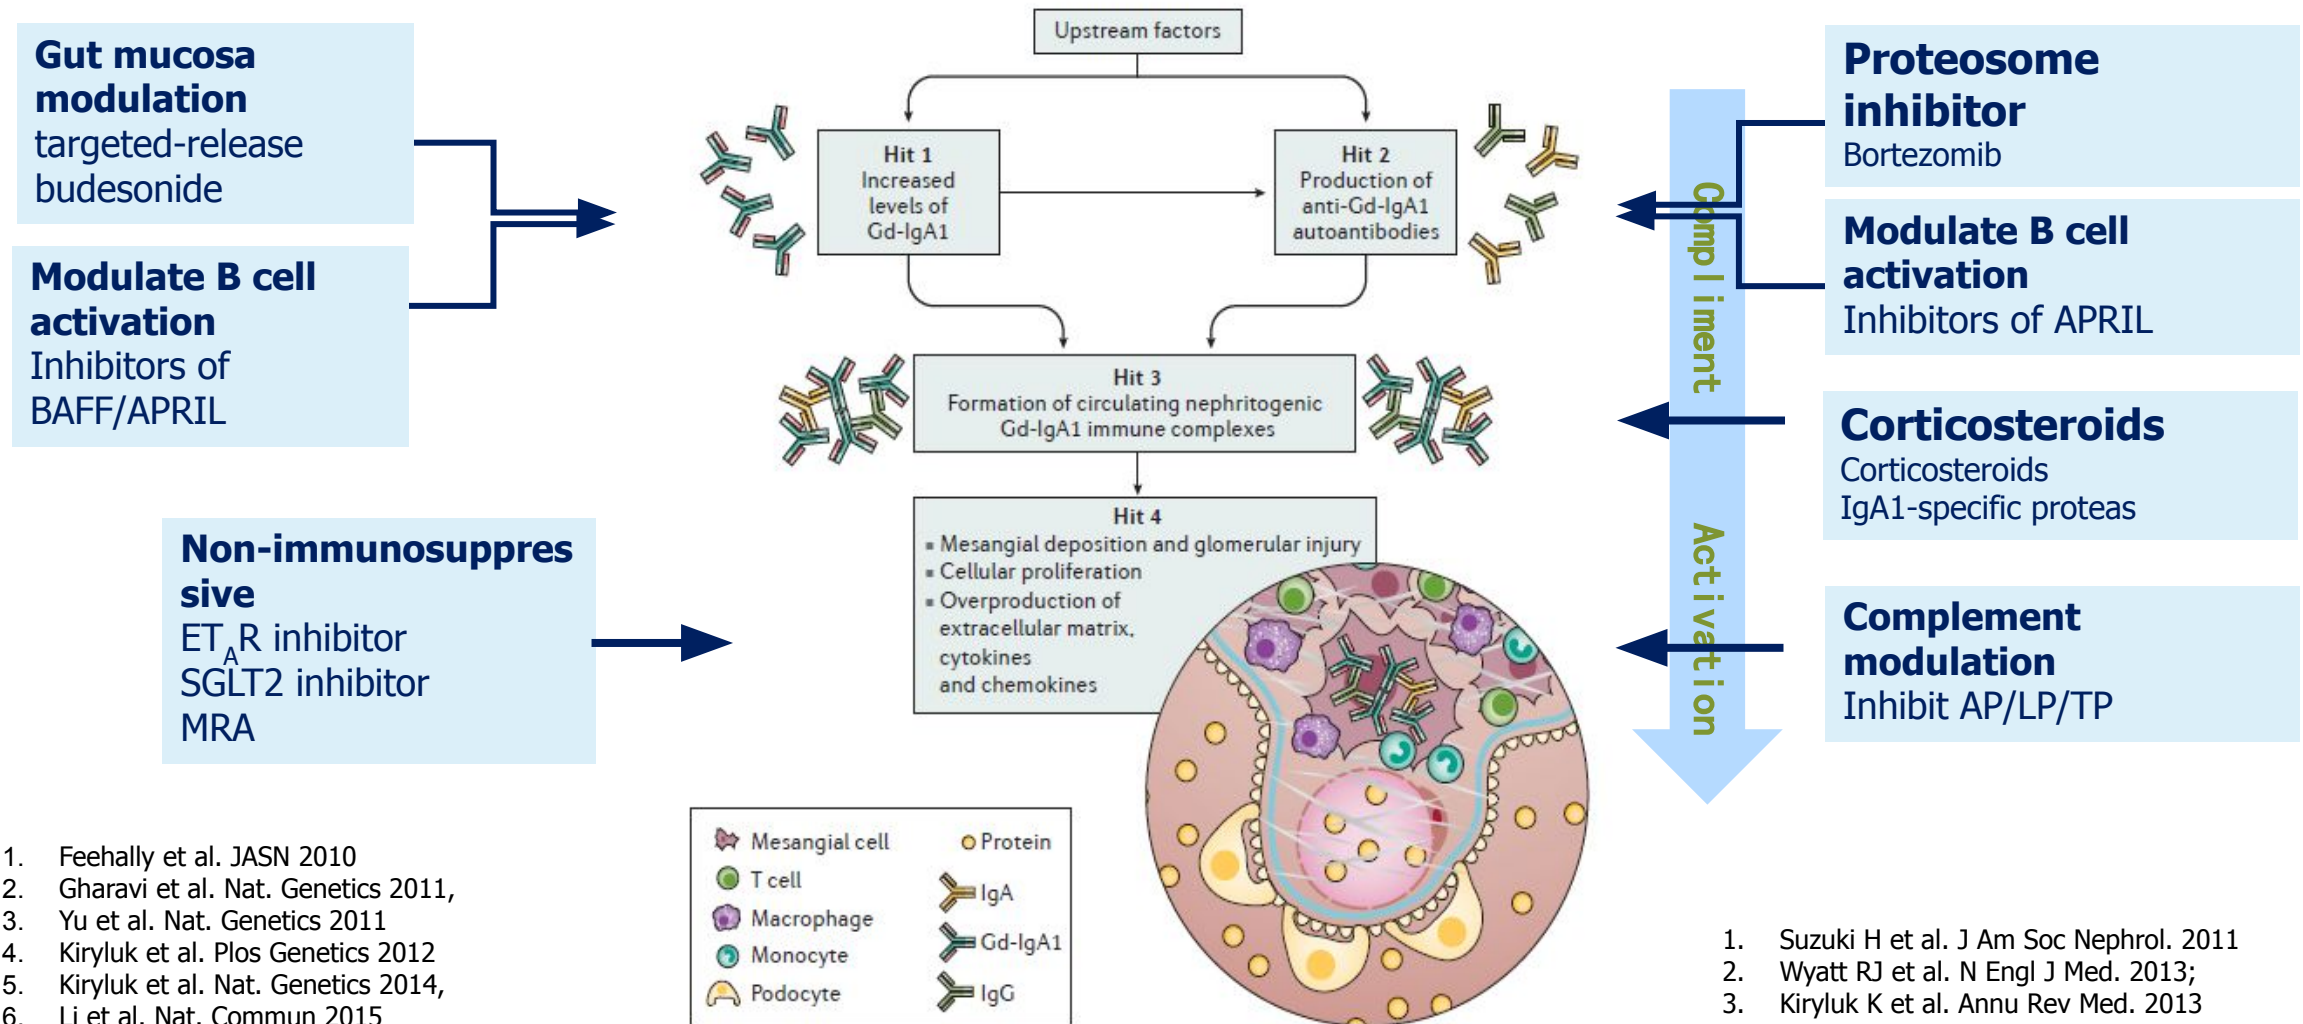 Gut mucosa
modulation
targeted-release
budesonide
Modulate B cell
activation
Inhibitors of
BAFF/APRIL
Non-immunosuppres
sive
ETAR inhibitor
SGLT2 inhibitor
MRA
Upstream factors
Hit 1
Increased
levels of
Gd-IgA1
Hit 2
Production of
anti-Gd-IgA1
autoantibodies
Hit 3
Formation of circulating nephritogenic
Gd-IgA1 immune complexes
Hit 4
▪ Mesangial deposition and glomerular injury
▪ Cellular proliferation
▪ Overproduction of
extracellular matrix,
cytokines
and chemokines
Mesangial cell
T cell
Macrophage
Monocyte
Podocyte
Protein
IgA
Gd-IgA1
IgG
Compliment Activation
Proteosome
inhibitor
Bortezomib
Modulate B cell
activation
Inhibitors of APRIL
Corticosteroids
Corticosteroids
IgA1-specific proteas
Complement
modulation
Inhibit AP/LP/TP
1. Feehally et al. JASN 2010
2. Gharavi et al. Nat. Genetics 2011,
3. Yu et al. Nat. Genetics 2011
4. Kiryluk et al. Plos Genetics 2012
5. Kiryluk et al. Nat. Genetics 2014,
6. Li et al. Nat. Commun 2015
1. Suzuki H et al. J Am Soc Nephrol. 2011
2. Wyatt RJ et al. N Engl J Med. 2013;
3. Kiryluk K et al. Annu Rev Med. 2013